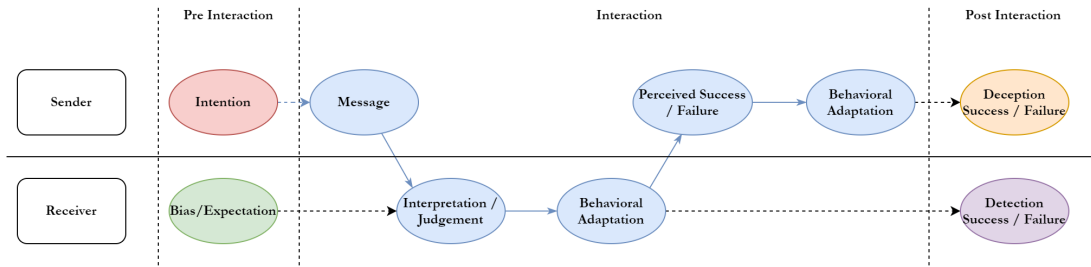 Pre Interaction
Interaction
Post Interaction
Sender
Intention
Message
Perceived Success
/ Failure
Behavioral
Adaptation
Deception
Success / Failure
Receiver
Bias/Expectation
Interpretation /
Judgement
Behavioral
Adaptation
Detection
Success / Failure